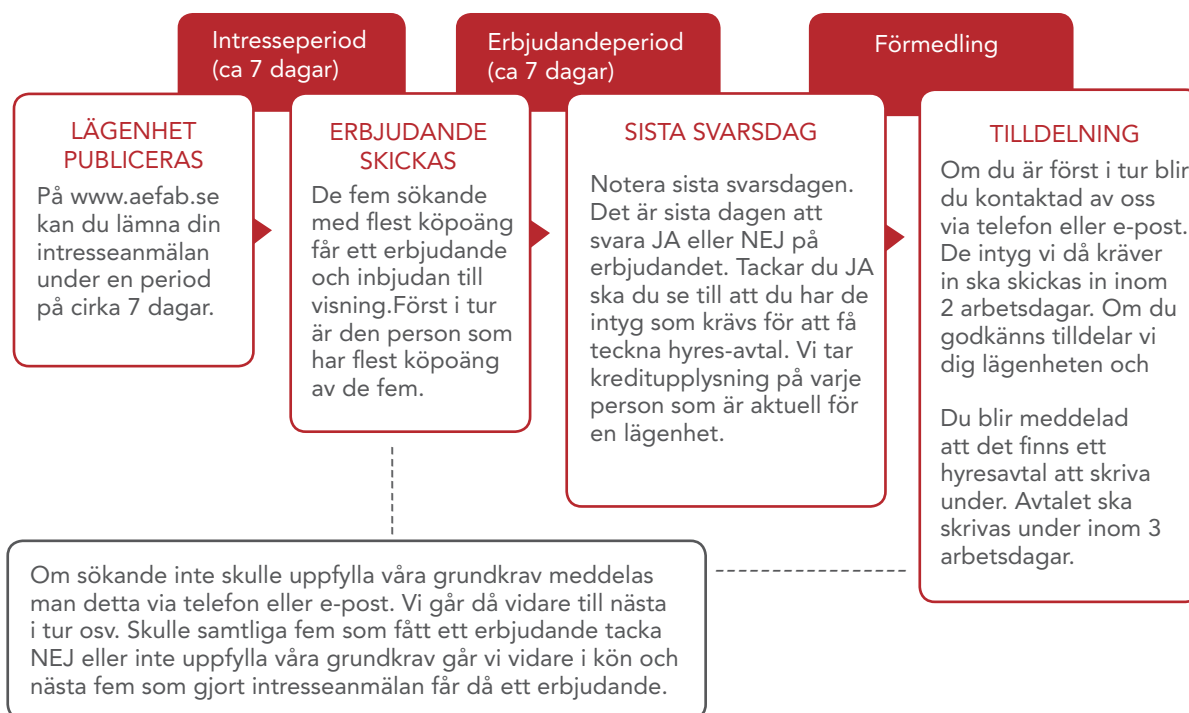 Intresseperiod
(ca 7 dagar)
Erbjudandeperiod
(ca 7 dagar)
Förmedling
LÄGENHET
PUBLICERAS
På www.aefab.se
kan du lämna din
intresseanmälan
under en period
på cirka 7 dagar.
ERBJUDANDE
SKICKAS
De fem sökande
med flest köpoäng
får ett erbjudande
och inbjudan till
visning.Först i tur
är den person som
har flest köpoäng
av de fem.
SISTA SVARSDAG
Notera sista svarsdagen.
Det är sista dagen att
svara JA eller NEJ på
erbjudandet. Tackar du JA
ska du se till att du har de
intyg som krävs för att få
teckna hyres-avtal. Vi tar
kreditupplysning på varje
person som är aktuell för
en lägenhet.
TILLDELNING
Om du är först i tur blir
du kontaktad av oss
via telefon eller e-post.
De intyg vi då kräver
in ska skickas in inom
2 arbetsdagar. Om du
godkänns tilldelar vi
dig lägenheten och
Du blir meddelad
att det finns ett
hyresavtal att skriva
under. Avtalet ska
skrivas under inom 3
arbetsdagar.
Om sökande inte skulle uppfylla våra grundkrav meddelas
man detta via telefon eller e-post. Vi går då vidare till nästa
i tur osv. Skulle samtliga fem som fått ett erbjudande tacka
NEJ eller inte uppfylla våra grundkrav går vi vidare i kön och
nästa fem som gjort intresseanmälan får då ett erbjudande.